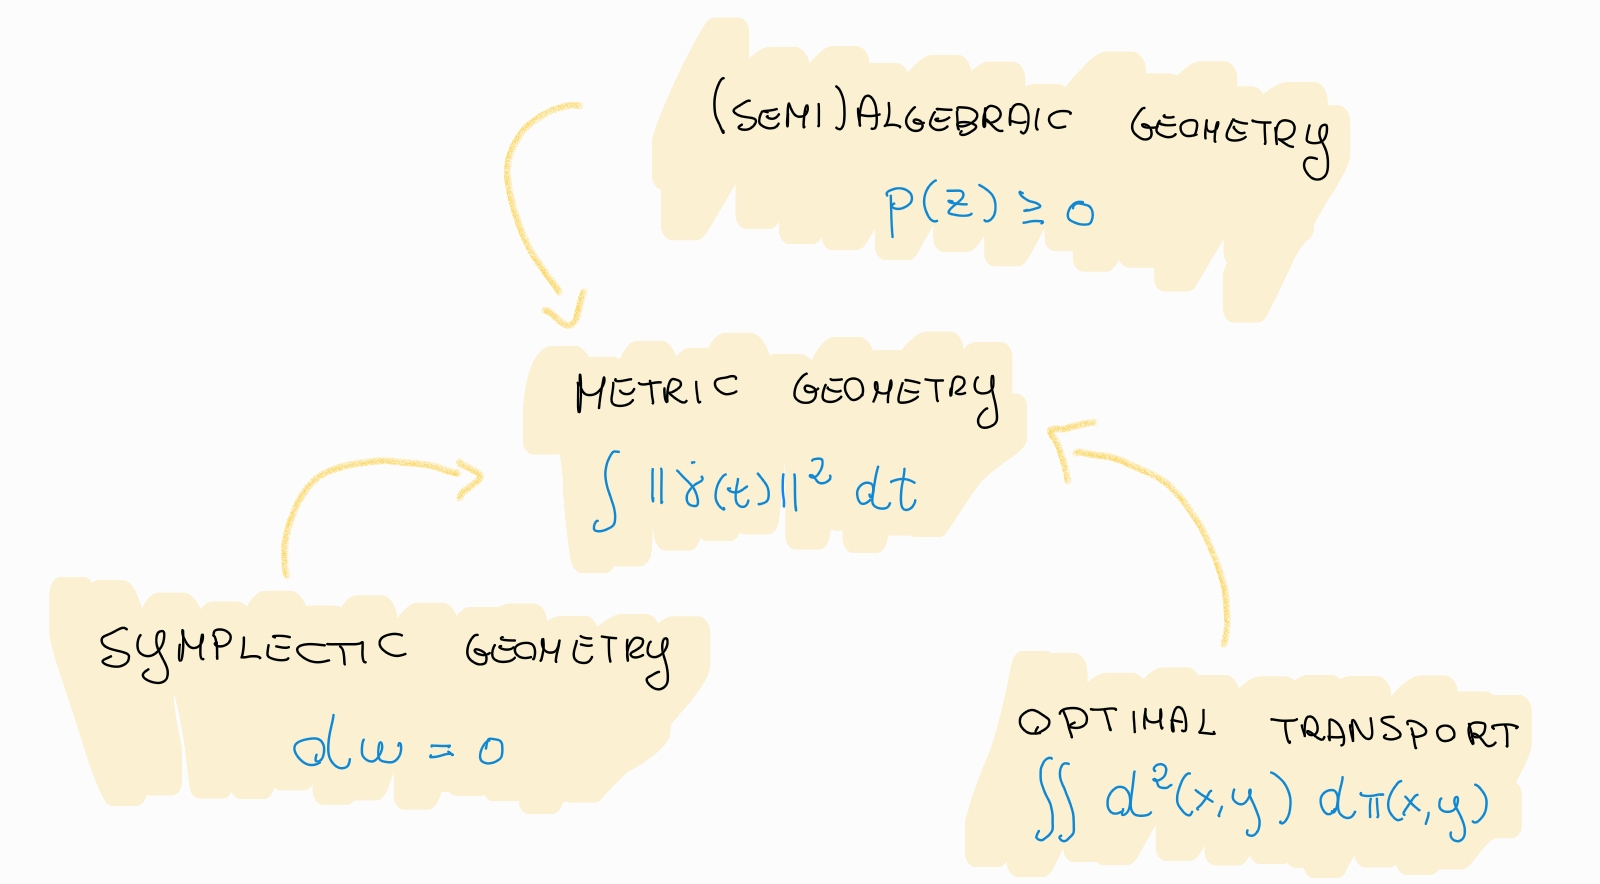 (SEMI)ALGEBRAIC GEOMETRY
p(z) ≥ 0
METRIC GEOMETRY
∫ ||γ̇(t)||² dt
SYMPLECTIC GEOMETRY
dω = 0
OPTIMAL TRANSPORT
∬ d²(x,y) dπ(x,y)